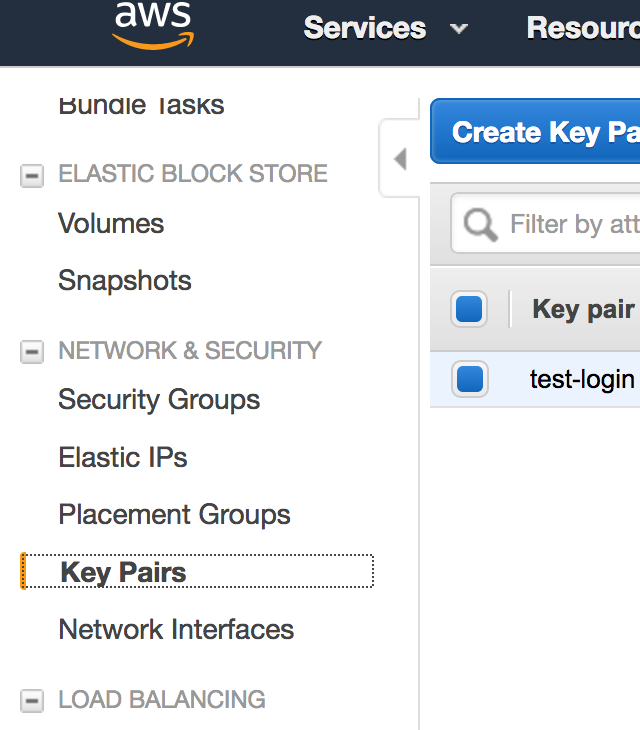 aws
Services
Resourc
Bundle Tasks
ELASTIC BLOCK STORE
Volumes
Snapshots
NETWORK & SECURITY
Security Groups
Elastic IPs
Placement Groups
Key Pairs
Network Interfaces
LOAD BALANCING
Create Key Pa
Filter by att
Key pair
test-login